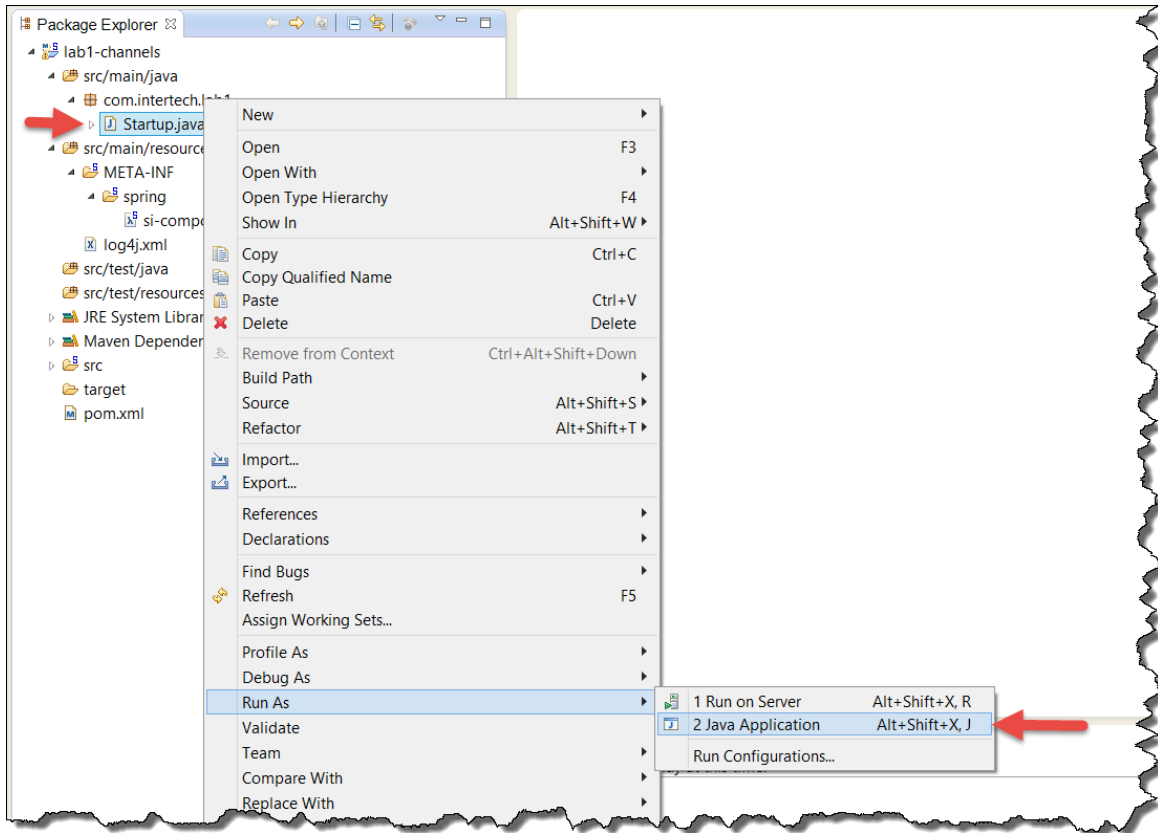 Package Explorer
lab1-channels
src/main/java
com.intertech.lab1
Startup.java
src/main/resource
META-INF
spring
si-compo
log4j.xml
src/test/java
src/test/resources
JRE System Librar
Maven Depender
src
target
pom.xml
New
Open F3
Open With
Open Type Hierarchy F4
Show In Alt+Shift+W
Copy Ctrl+C
Copy Qualified Name
Paste Ctrl+V
Delete Delete
Remove from Context Ctrl+Alt+Shift+Down
Build Path
Source Alt+Shift+S
Refactor Alt+Shift+T
Import...
Export...
References
Declarations
Find Bugs
Refresh F5
Assign Working Sets...
Profile As
Debug As
Run As
Validate
Team
Compare With
Replace With
1 Run on Server Alt+Shift+X, R
2 Java Application Alt+Shift+X, J
Run Configurations...